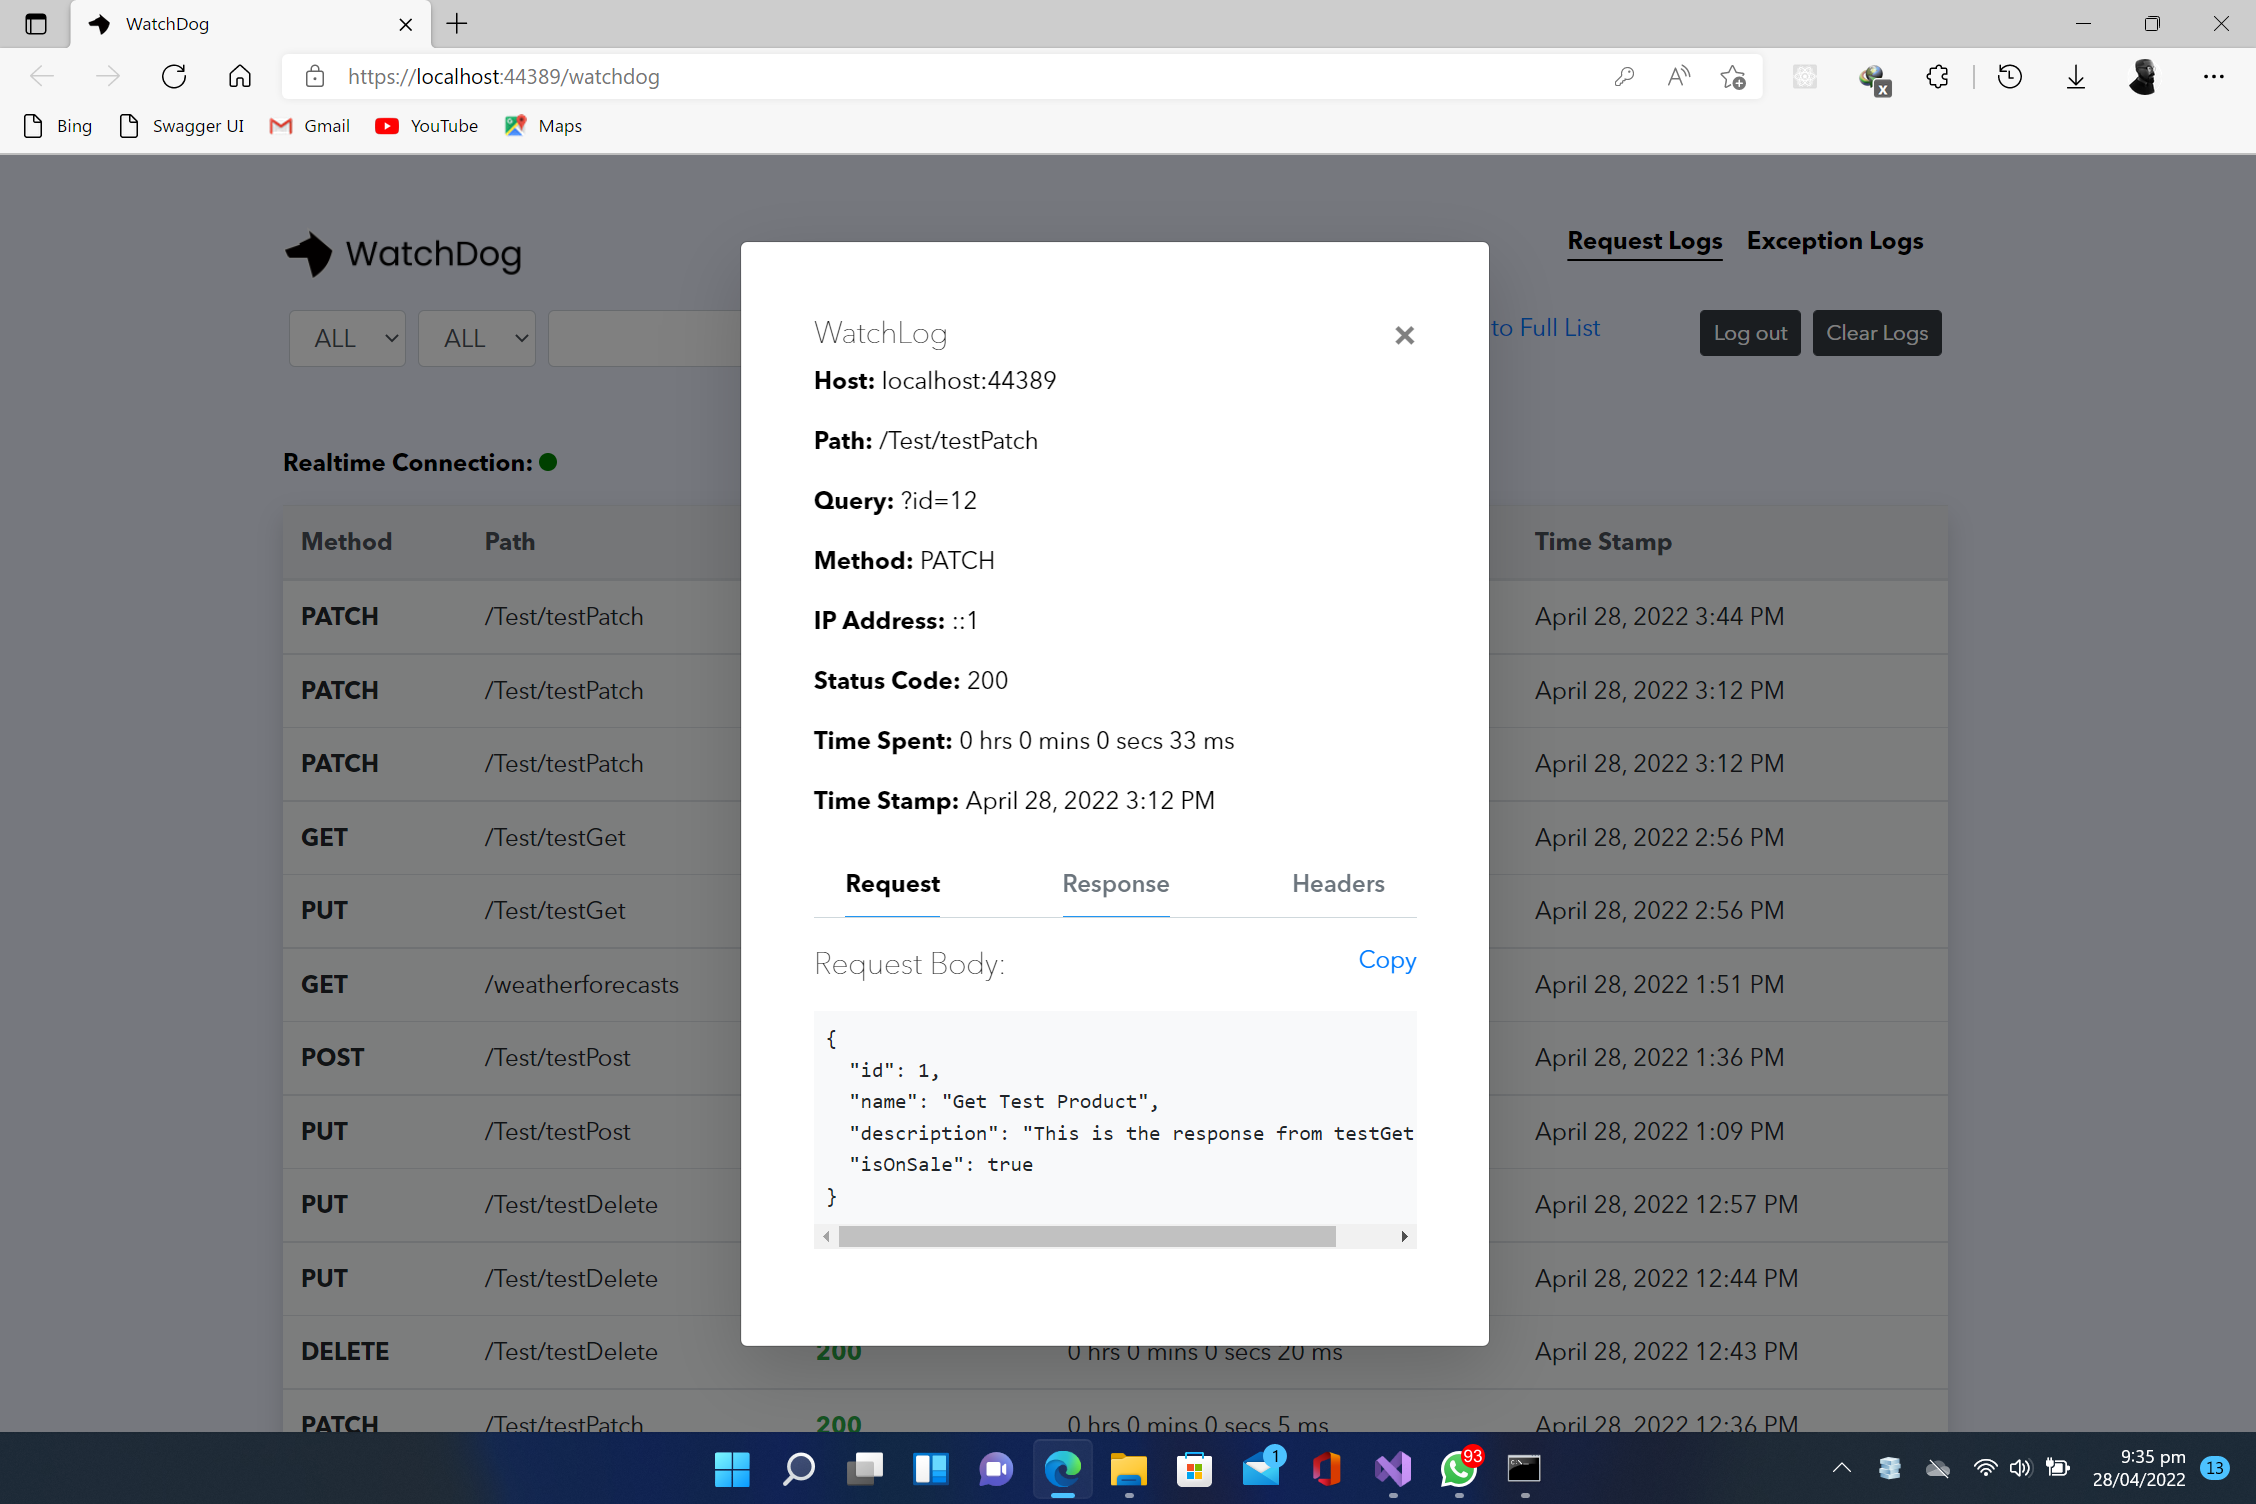 WatchDog
https://localhost:44389/watchdog
Bing
Swagger UI
Gmail
YouTube
Maps
WatchDog
Request Logs
Exception Logs
ALL
ALL
to Full List
Log out
Clear Logs
Realtime Connection:
Method Path Time Stamp
PATCH /Test/testPatch April 28, 2022 3:44 PM
PATCH /Test/testPatch April 28, 2022 3:12 PM
PATCH /Test/testPatch April 28, 2022 3:12 PM
GET /Test/testGet April 28, 2022 2:56 PM
PUT /Test/testGet April 28, 2022 2:56 PM
GET /weatherforecasts April 28, 2022 1:51 PM
POST /Test/testPost April 28, 2022 1:36 PM
PUT /Test/testPost April 28, 2022 1:09 PM
PUT /Test/testDelete April 28, 2022 12:57 PM
PUT /Test/testDelete April 28, 2022 12:44 PM
DELETE /Test/testDelete 200 0 hrs 0 mins 0 secs 20 ms April 28, 2022 12:43 PM
PATCH /Test/testPatch 200 0 hrs 0 mins 0 secs 5 ms April 28, 2022 12:36 PM
WatchLog
Host: localhost:44389
Path: /Test/testPatch
Query: ?id=12
Method: PATCH
IP Address: ::1
Status Code: 200
Time Spent: 0 hrs 0 mins 0 secs 33 ms
Time Stamp: April 28, 2022 3:12 PM
Request Response Headers
Request Body: Copy
{
"id": 1,
"name": "Get Test Product",
"description": "This is the response from testGet
"isOnSale": true
}
1
93
9:35 pm
28/04/2022
13